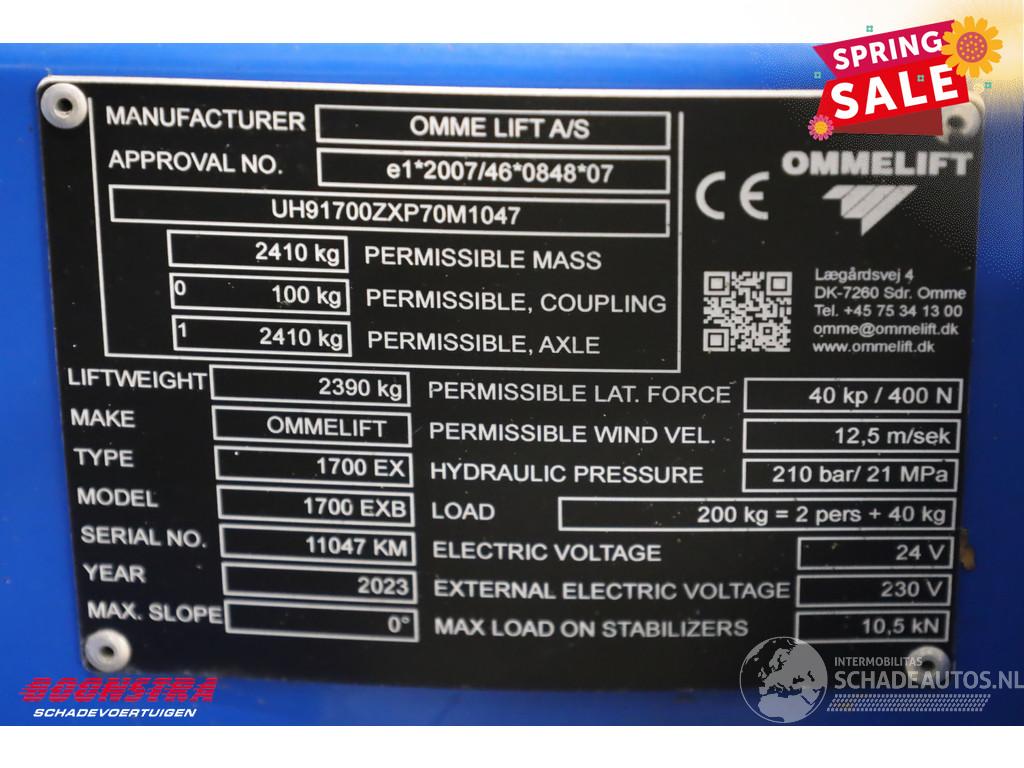 SPRING
SALE
MANUFACTURER OMME LIFT A/S
APPROVAL NO. e1*2007/46*0848*07
UH91700ZXP70M1047
2410 kg PERMISSIBLE MASS
0 100 kg PERMISSIBLE, COUPLING
1 2410 kg PERMISSIBLE, AXLE
CE
OMMELIFT
Lægårdsvej 4
DK-7260 Sdr. Omme
Tel. +45 75 34 13 00
omme@ommelift.dk
www.ommelift.dk
LIFTWEIGHT 2390 kg
MAKE OMMELIFT
TYPE 1700 EX
MODEL 1700 EXB
SERIAL NO. 11047 KM
YEAR 2023
MAX. SLOPE 0°
PERMISSIBLE LAT. FORCE 40 kp / 400 N
PERMISSIBLE WIND VEL. 12,5 m/sek
HYDRAULIC PRESSURE 210 bar/ 21 MPa
LOAD 200 kg = 2 pers + 40 kg
ELECTRIC VOLTAGE 24 V
EXTERNAL ELECTRIC VOLTAGE 230 V
MAX LOAD ON STABILIZERS 10,5 kN
BOONSTRA
SCHADEVOERTUIGEN
INTERMOBILITAS
SCHADEAUTOS.NL